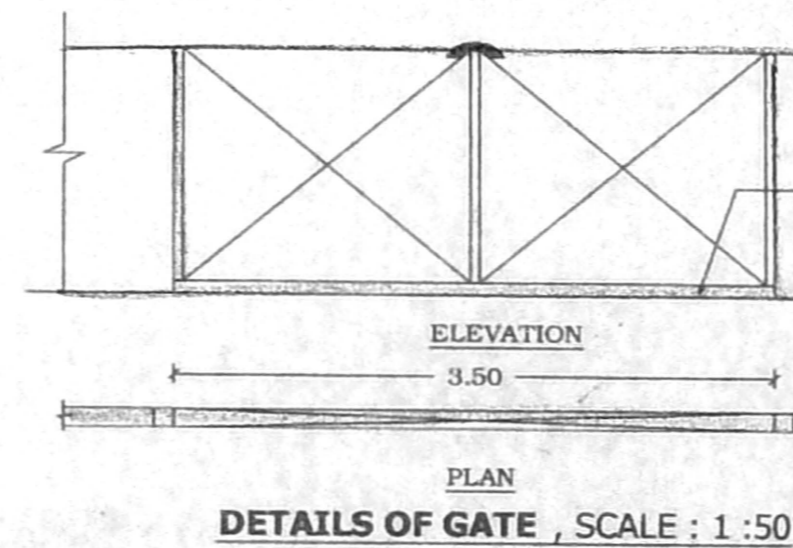 ELEVATION
3.50
PLAN
DETAILS OF GATE , SCALE : 1 :50